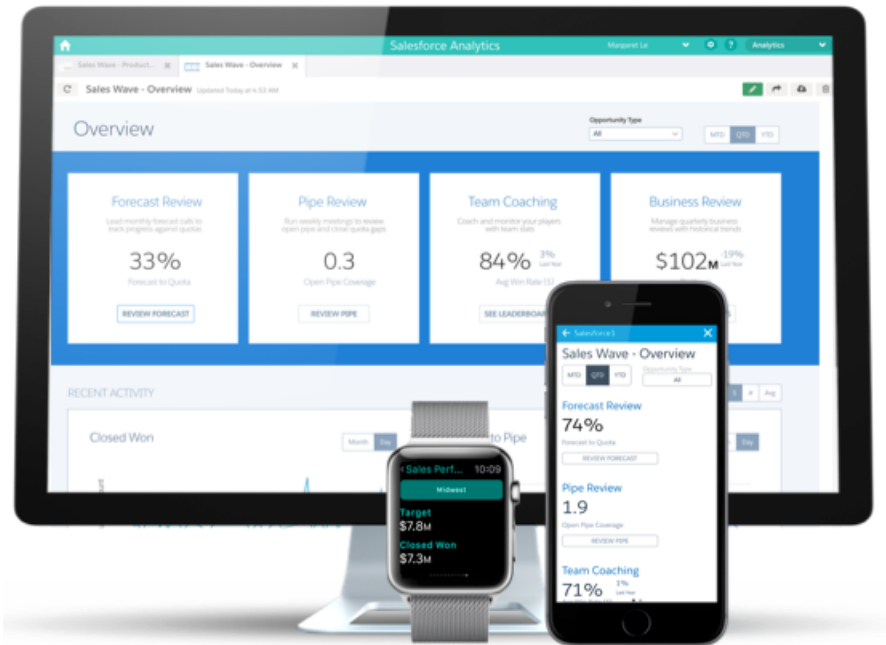 Salesforce Analytics
Margaret Le
?
Analytics
Sales Wave - Product...
Sales Wave - Overview
Sales Wave - Overview Updated Today at 4:53 AM
Overview
Opportunity Type
All
MTD QTD YTD
Forecast Review
Lead monthly forecast calls to
track progress against quotas
33%
Forecast to Quota
REVIEW FORECAST
Pipe Review
Run weekly meetings to review
open pipe and close quota gaps
0.3
Open Pipe Coverage
REVIEW PIPE
Team Coaching
Coach and monitor your players
with team stats
84% 3%
Last Year
Avg Win Rate ($)
SEE LEADERBOAR
Business Review
Manage quarterly business
reviews with historical trends
$102M -19%
Last Year
RECENT ACTIVITY
$ # Avg
Closed Won
Month Day
to Pipe
Day
Sales Perf... 10:09
Midwest
Target
$7.8M
Closed Won
$7.3M
Salesforce1
Sales Wave - Overview
MTD QTD YTD
Opportunity Type
All
Forecast Review
74%
Forecast to Quota
REVIEW FORECAST
Pipe Review
1.9
Open Pipe Coverage
REVIEW PIPE
Team Coaching
71% 1%
Last Year